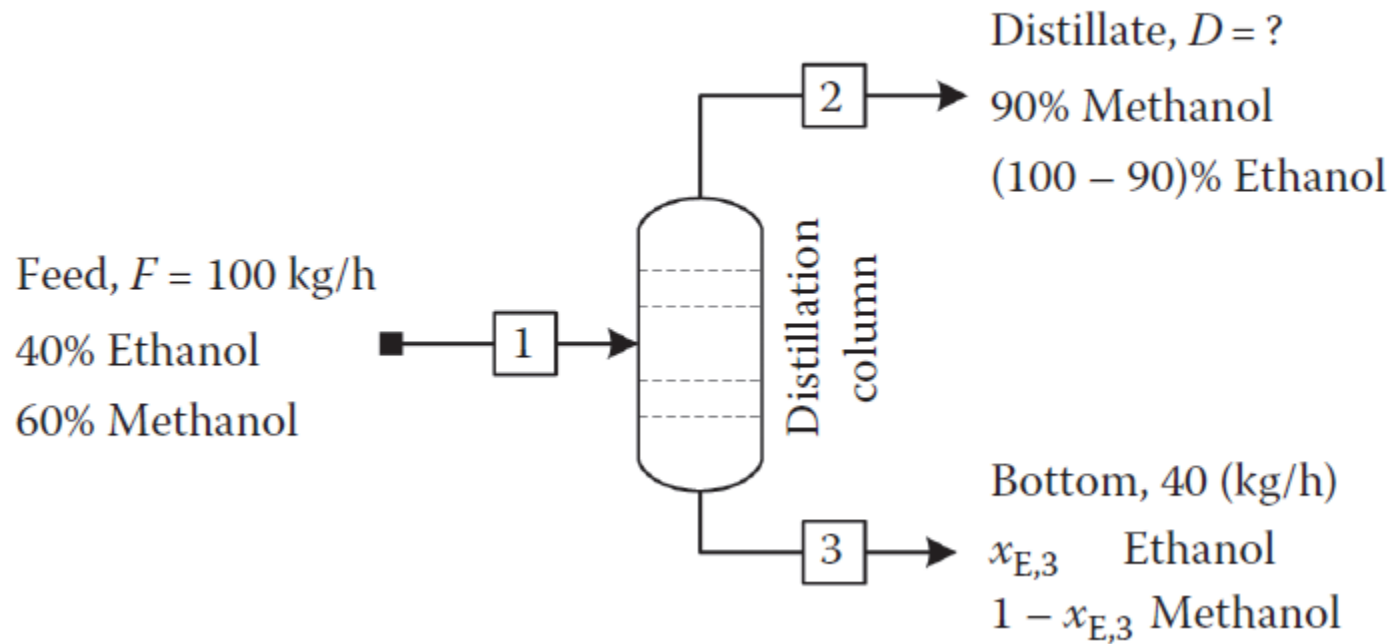 Distillate, D = ?
90% Methanol
(100 – 90)% Ethanol
2
Feed, F = 100 kg/h
40% Ethanol
60% Methanol
1
Distillation
column
Bottom, 40 (kg/h)
x_E,3 Ethanol
1 – x_E,3 Methanol
3